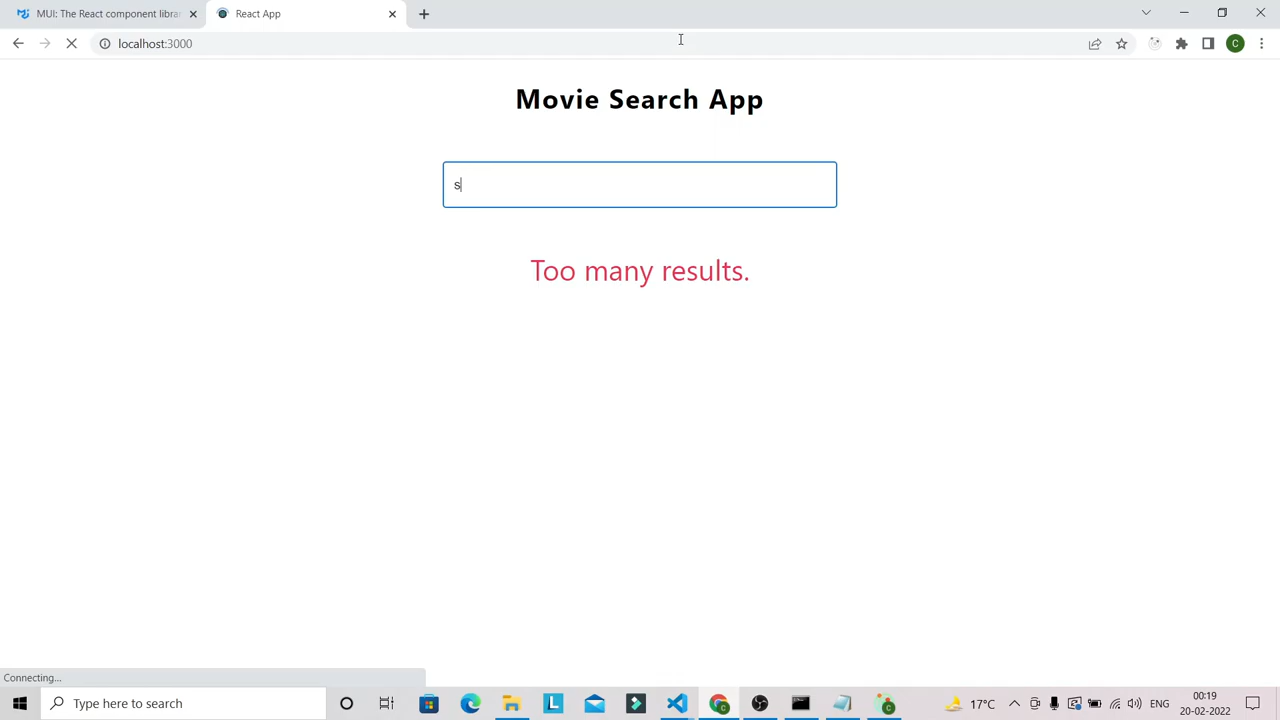 MUI: The React component librar
React App
localhost:3000
C
Movie Search App
s
Too many results.
Connecting...
Type here to search
L
C
C
17°C
ENG
00:19
20-02-2022